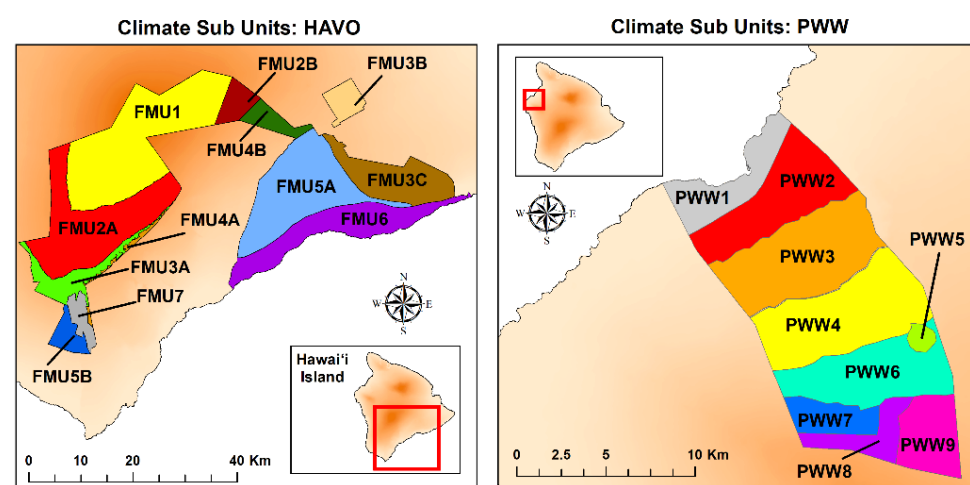 Climate Sub Units: HAVO
FMU2B
FMU3B
FMU1
FMU4B
FMU5A
FMU3C
FMU4A
FMU6
FMU2A
FMU3A
FMU7
FMU5B
N
W E
S
Hawai‘i
Island
0 10 20 40 Km
Climate Sub Units: PWW
N
W E
S
PWW1
PWW2
PWW5
PWW3
PWW4
PWW6
PWW7
PWW9
PWW8
0 2.5 5 10 Km